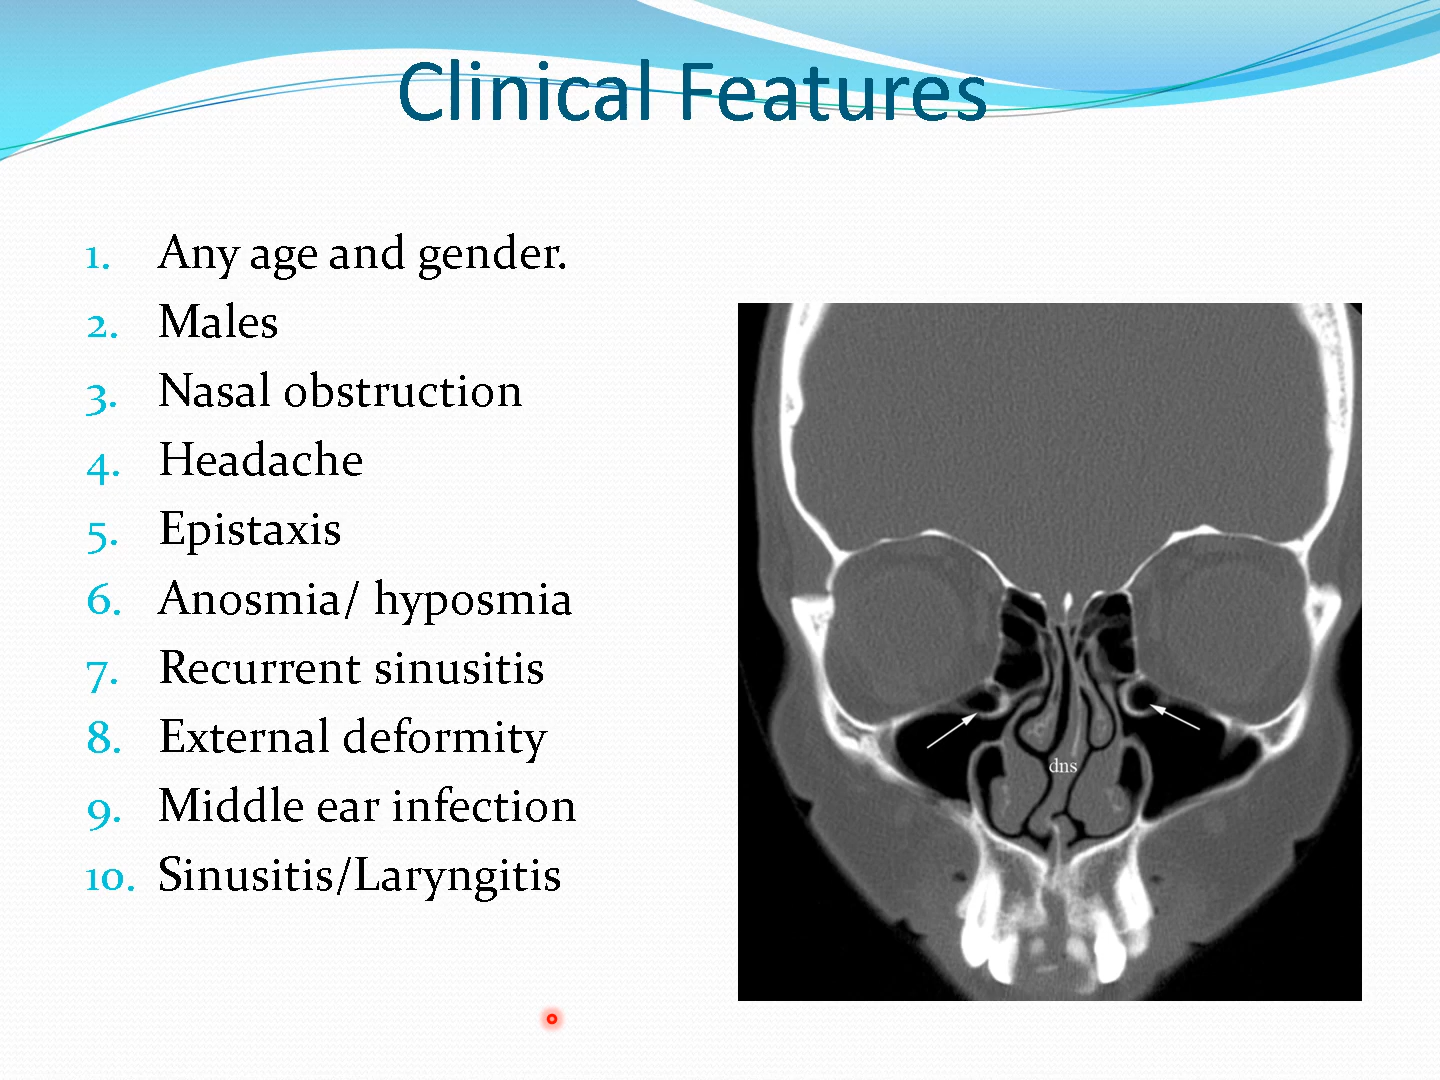 Clinical Features
1. Any age and gender.
2. Males
3. Nasal obstruction
4. Headache
5. Epistaxis
6. Anosmia/ hyposmia
7. Recurrent sinusitis
8. External deformity
9. Middle ear infection
10. Sinusitis/Laryngitis
dns